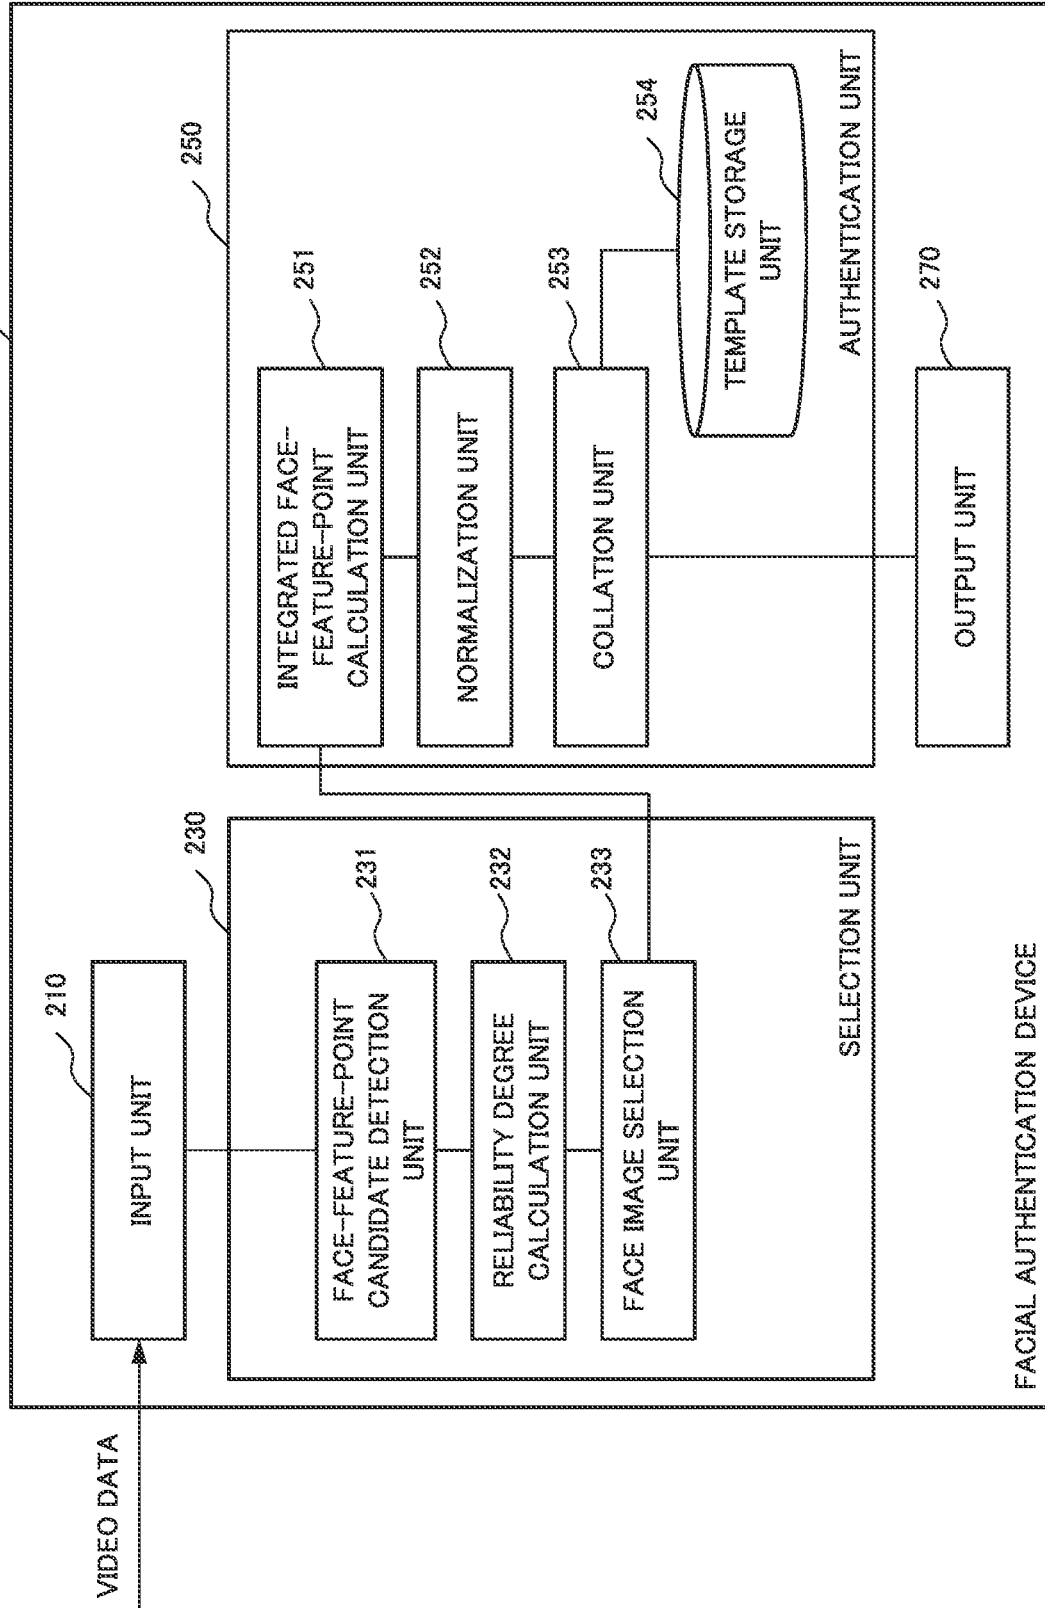 VIDEO DATA
210
INPUT UNIT
230
231
FACE-FEATURE-POINT
CANDIDATE DETECTION
UNIT
232
RELIABILITY DEGREE
CALCULATION UNIT
233
FACE IMAGE SELECTION
UNIT
SELECTION UNIT
250
251
INTEGRATED FACE-
FEATURE-POINT
CALCULATION UNIT
252
NORMALIZATION UNIT
253
COLLATION UNIT
254
TEMPLATE STORAGE
UNIT
AUTHENTICATION UNIT
270
OUTPUT UNIT
FACIAL AUTHENTICATION DEVICE